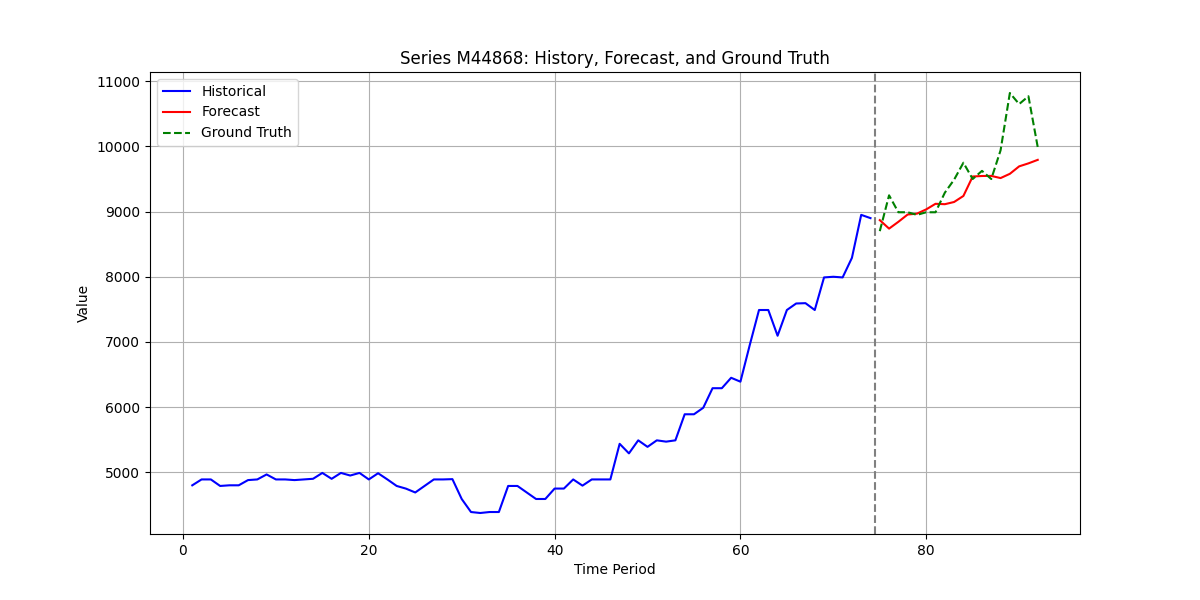 Series M44868: History, Forecast, and Ground Truth
Historical
Forecast
Ground Truth
11000
10000
9000
8000
7000
6000
5000
Value
0 20 40 60 80
Time Period